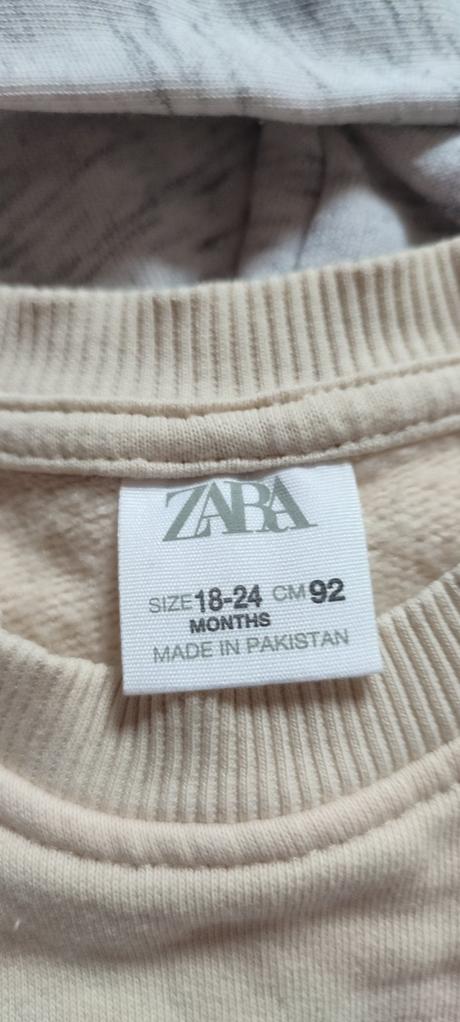 ZARA
SIZE 18-24 CM 92
MONTHS
MADE IN PAKISTAN